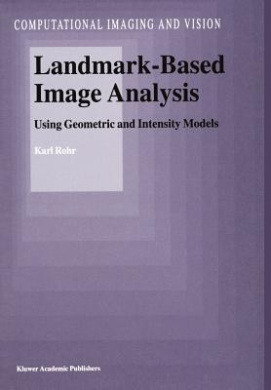 COMPUTATIONAL IMAGING AND VISION
Landmark-Based
Image Analysis
Using Geometric and Intensity Models
Karl Rohr
Kluwer Academic Publishers